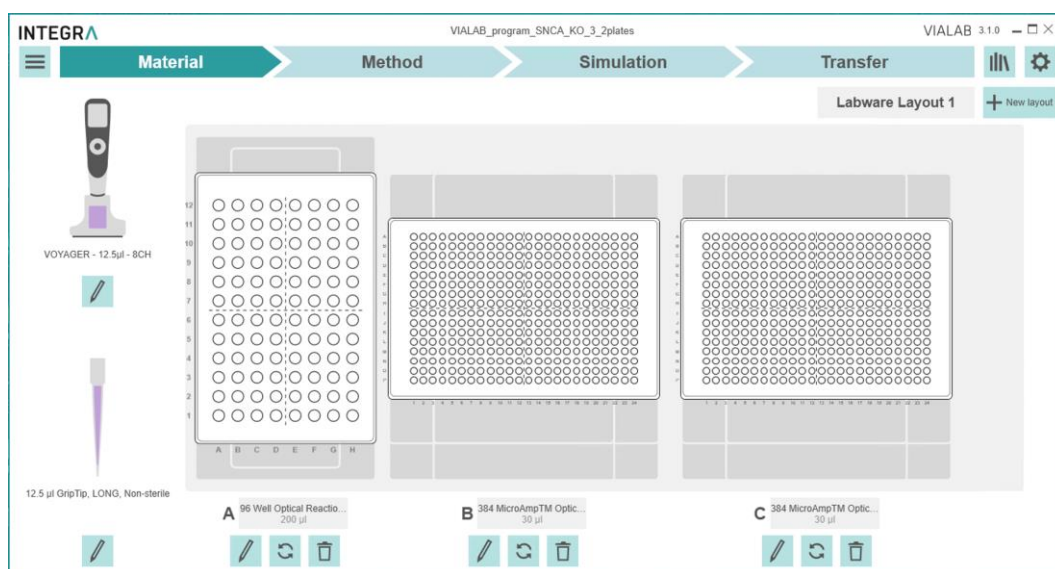 INTEGRA
VIALAB_program_SNCA_KO_3_2plates
VIALAB 3.1.0
Material
Method
Simulation
Transfer
Labware Layout 1
New layout
VOYAGER - 12.5µl - 8CH
12.5 µl GripTip, LONG, Non-sterile
12
11
10
9
8
7
6
5
4
3
2
1
A B C D E F G H
A 96 Well Optical Reactio...
200 µl
B 384 MicroAmpTM Optic...
30 µl
C 384 MicroAmpTM Optic...
30 µl